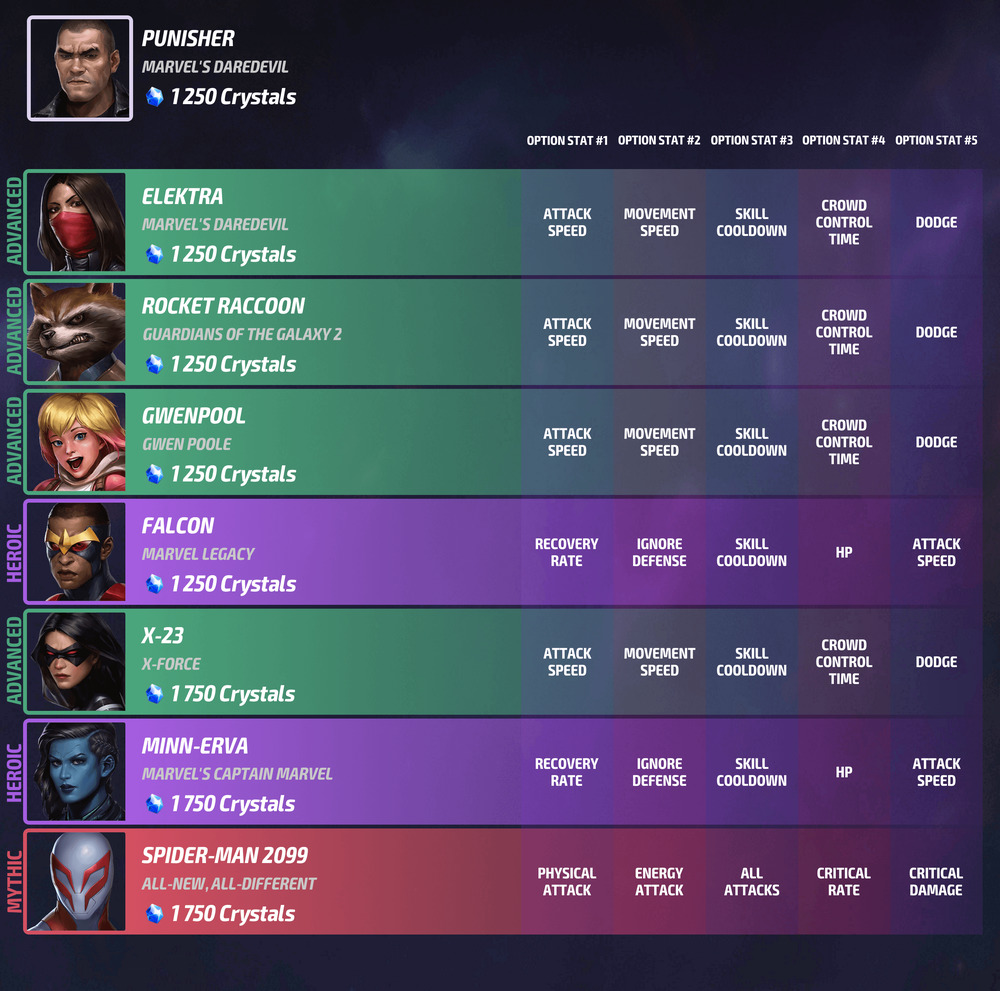 PUNISHER
MARVEL'S DAREDEVIL
1 250 Crystals
OPTION STAT #1 OPTION STAT #2 OPTION STAT #3 OPTION STAT #4 OPTION STAT #5
ADVANCED
ELEKTRA
MARVEL'S DAREDEVIL
1 250 Crystals
ATTACK
SPEED
MOVEMENT
SPEED
SKILL
COOLDOWN
CROWD
CONTROL
TIME
DODGE
ADVANCED
ROCKET RACCOON
GUARDIANS OF THE GALAXY 2
1 250 Crystals
ATTACK
SPEED
MOVEMENT
SPEED
SKILL
COOLDOWN
CROWD
CONTROL
TIME
DODGE
ADVANCED
GWENPOOL
GWEN POOLE
1 250 Crystals
ATTACK
SPEED
MOVEMENT
SPEED
SKILL
COOLDOWN
CROWD
CONTROL
TIME
DODGE
HEROIC
FALCON
MARVEL LEGACY
1 250 Crystals
RECOVERY
RATE
IGNORE
DEFENSE
SKILL
COOLDOWN
HP
ATTACK
SPEED
ADVANCED
X-23
X-FORCE
1 750 Crystals
ATTACK
SPEED
MOVEMENT
SPEED
SKILL
COOLDOWN
CROWD
CONTROL
TIME
DODGE
HEROIC
MINN-ERVA
MARVEL'S CAPTAIN MARVEL
1 750 Crystals
RECOVERY
RATE
IGNORE
DEFENSE
SKILL
COOLDOWN
HP
ATTACK
SPEED
MYTHIC
SPIDER-MAN 2099
ALL-NEW, ALL-DIFFERENT
1 750 Crystals
PHYSICAL
ATTACK
ENERGY
ATTACK
ALL
ATTACKS
CRITICAL
RATE
CRITICAL
DAMAGE